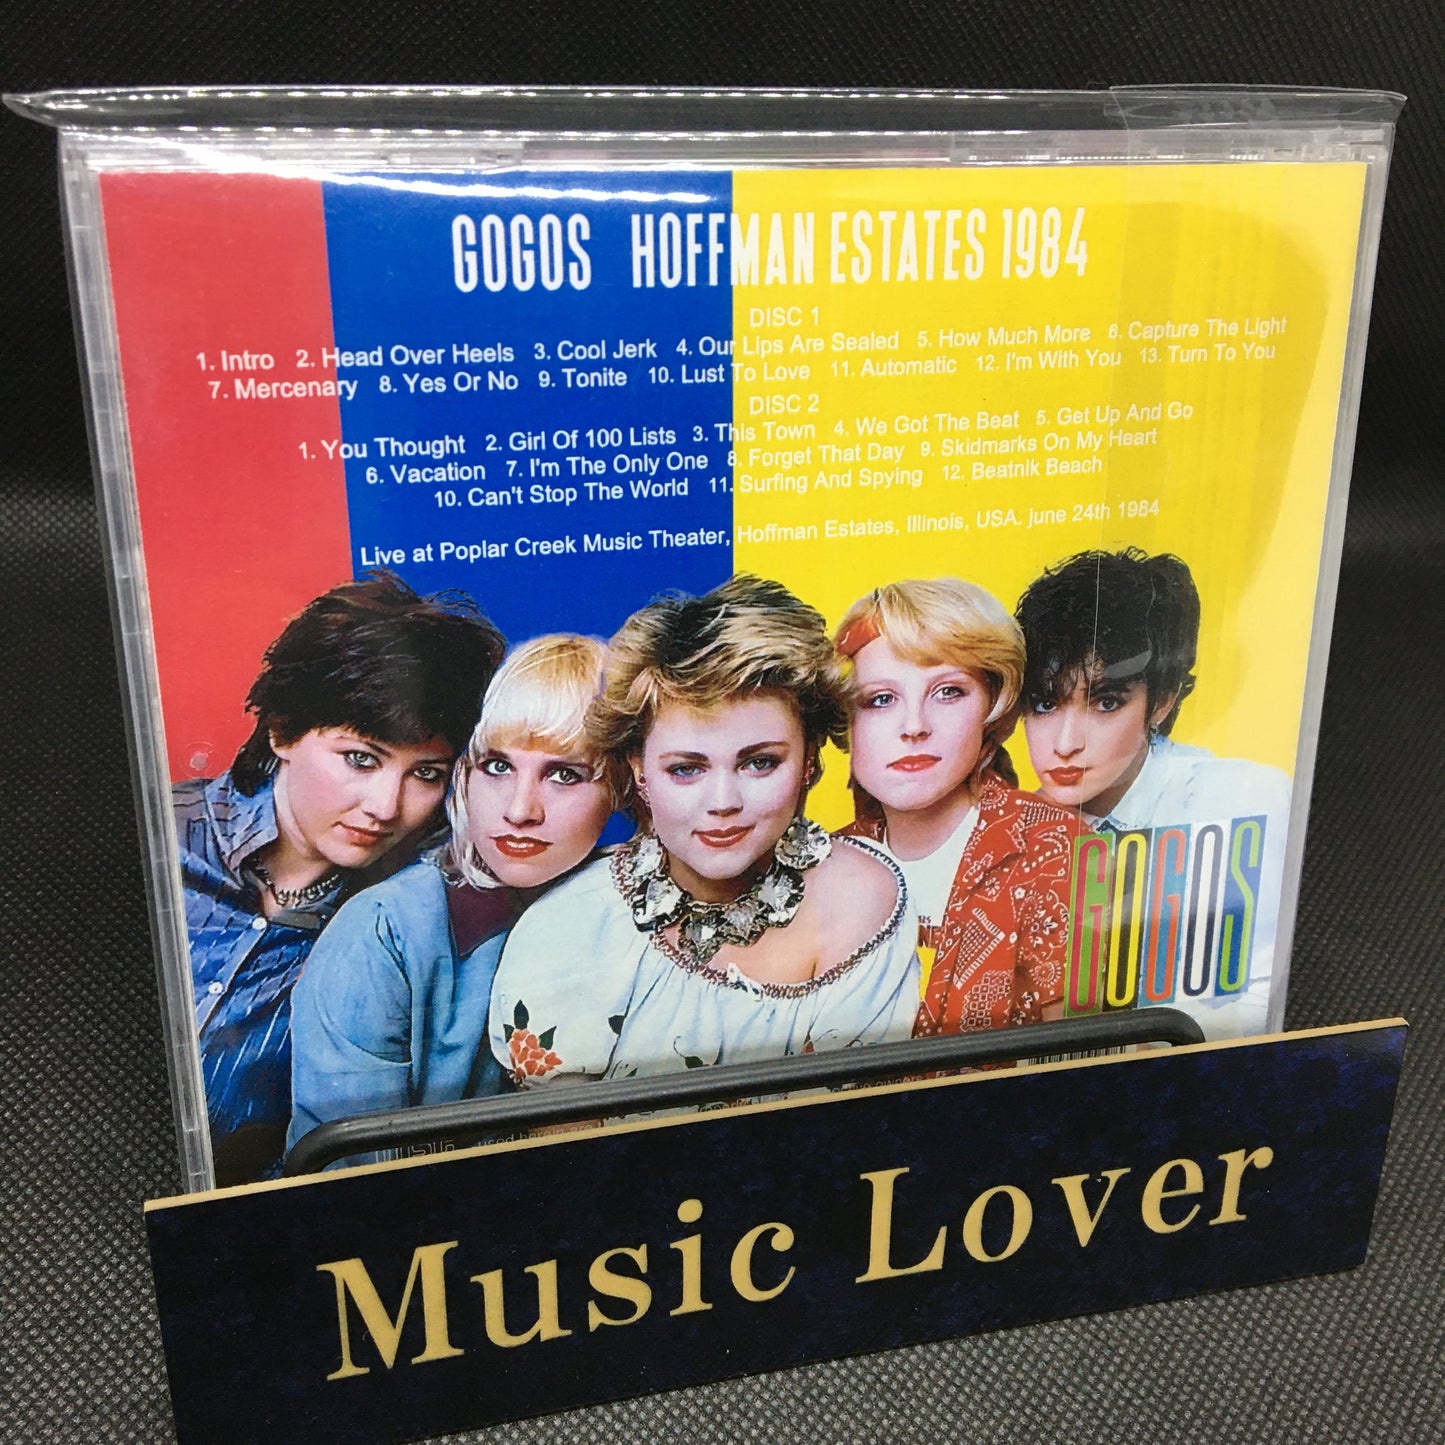 GOGOS HOFFMAN ESTATES 1984
DISC 1
1. Intro 2. Head Over Heels 3. Cool Jerk 4. Our Lips Are Sealed 5. How Much More 6. Capture The Light
7. Mercenary 8. Yes Or No 9. Tonite 10. Lust To Love 11. Automatic 12. I'm With You 13. Turn To You
DISC 2
1. You Thought 2. Girl Of 100 Lists 3. This Town 4. We Got The Beat 5. Get Up And Go
6. Vacation 7. I'm The Only One 8. Forget That Day 9. Skidmarks On My Heart
10. Can't Stop The World 11. Surfing And Spying 12. Beatnik Beach
Live at Poplar Creek Music Theater, Hoffman Estates, Illinois, USA. june 24th 1984
GOGOS
Music Lover